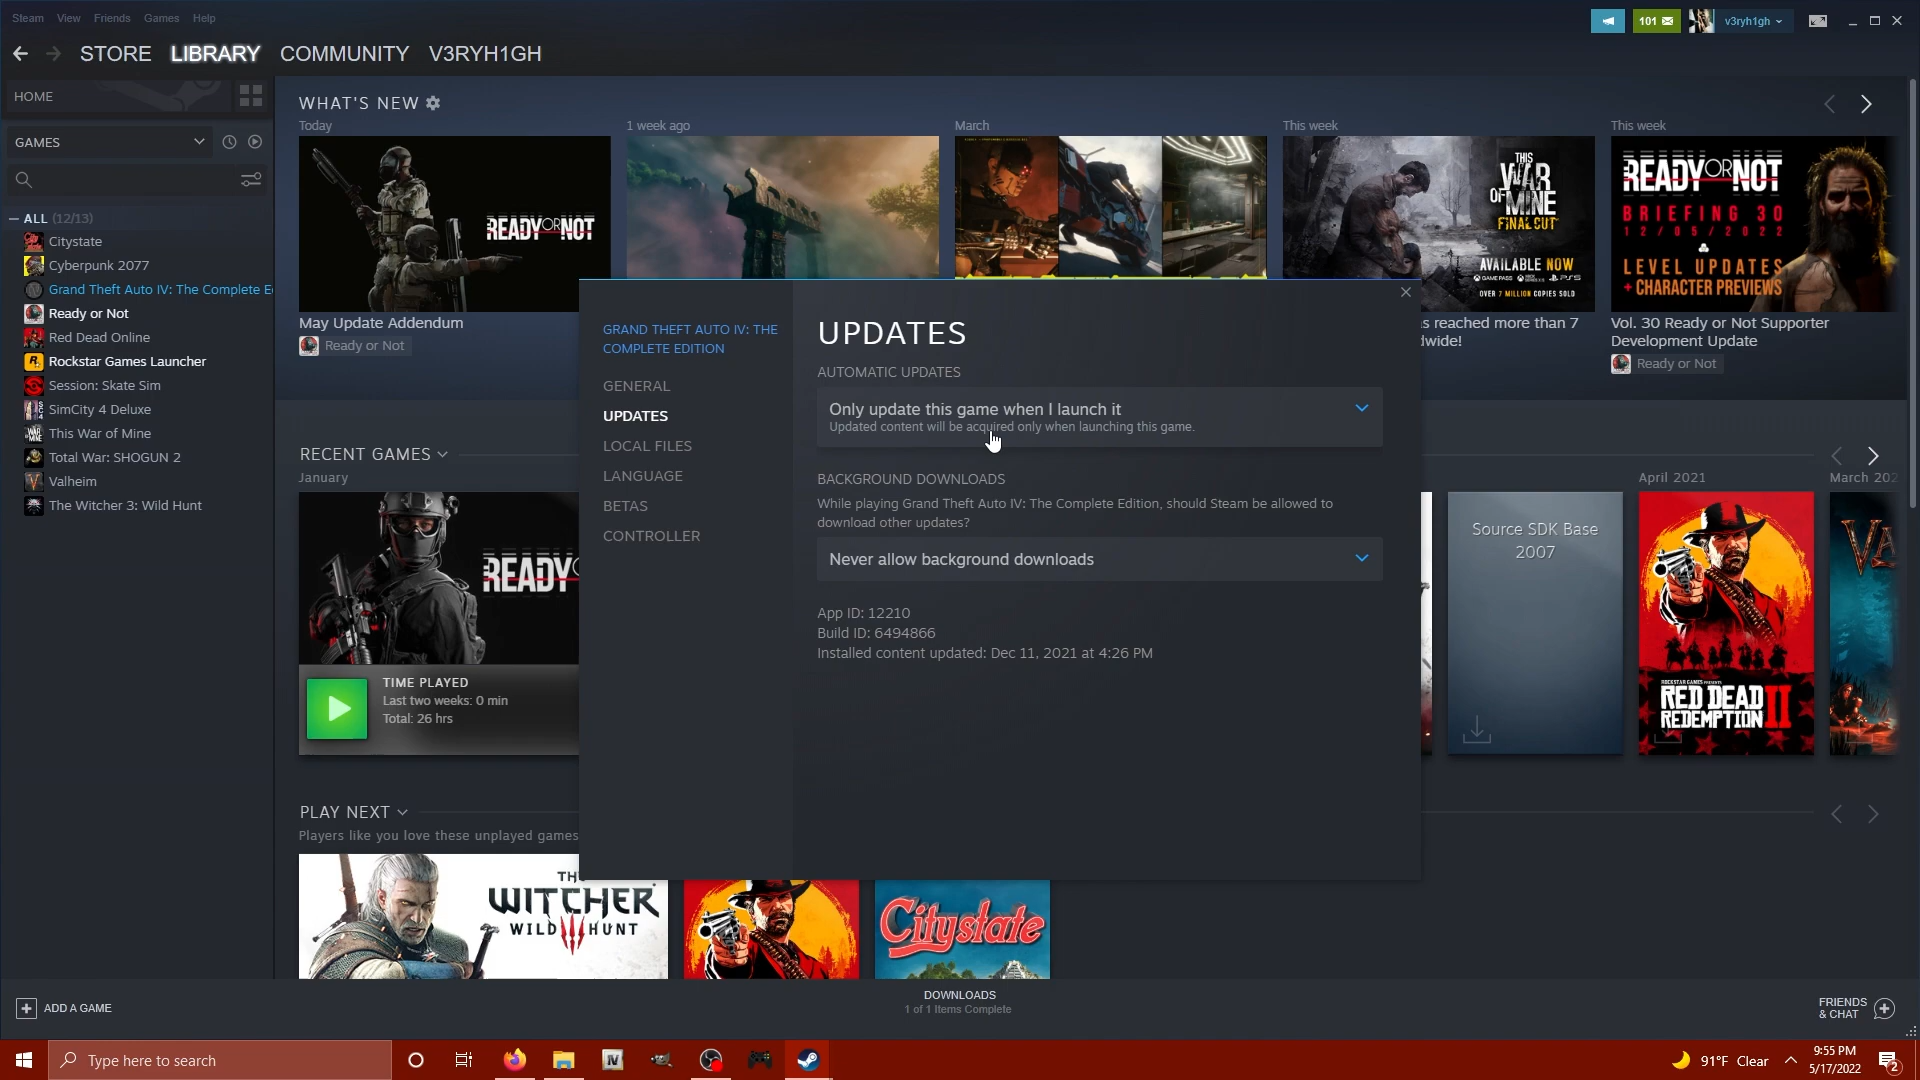 Steam View Friends Games Help
101
v3ryh1gh
STORE LIBRARY COMMUNITY V3RYH1GH
HOME
GAMES
ALL (12/13)
Citystate
Cyberpunk 2077
Grand Theft Auto IV: The Complete E
Ready or Not
Red Dead Online
Rockstar Games Launcher
Session: Skate Sim
SimCity 4 Deluxe
This War of Mine
Total War: SHOGUN 2
Valheim
The Witcher 3: Wild Hunt
WHAT'S NEW
Today
READY OR NOT
May Update Addendum
Ready or Not
1 week ago
March
This week
THIS
WAR
OF MINE
FINAL CUT
AVAILABLE NOW
GAME PASS
XBOX
SERIES
PS5
OVER 7 MILLION COPIES SOLD
s reached more than 7
dwide!
This week
READY OR NOT
BRIEFING 30
12/05/2022
LEVEL UPDATES
+ CHARACTER PREVIEWS
Vol. 30 Ready or Not Supporter
Development Update
Ready or Not
GRAND THEFT AUTO IV: THE
COMPLETE EDITION
GENERAL
UPDATES
LOCAL FILES
LANGUAGE
BETAS
CONTROLLER
UPDATES
AUTOMATIC UPDATES
Only update this game when I launch it
Updated content will be acquired only when launching this game.
BACKGROUND DOWNLOADS
While playing Grand Theft Auto IV: The Complete Edition, should Steam be allowed to
download other updates?
Never allow background downloads
App ID: 12210
Build ID: 6494866
Installed content updated: Dec 11, 2021 at 4:26 PM
RECENT GAMES
January
READY
TIME PLAYED
Last two weeks: 0 min
Total: 26 hrs
Source SDK Base
2007
April 2021
ROCKSTAR GAMES PRESENTS
RED DEAD
REDEMPTION II
March 202
VA
PLAY NEXT
Players like you love these unplayed games
THE
WITCHER
WILD HUNT
Citystate
ADD A GAME
DOWNLOADS
1 of 1 Items Complete
FRIENDS
& CHAT
Type here to search
IV
91°F Clear
9:55 PM
5/17/2022
2